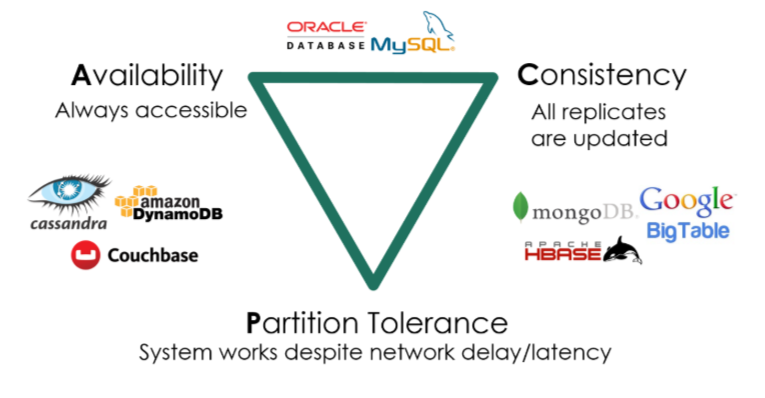 ORACLE®
DATABASE
MySQL®
Availability
Always accessible
Consistency
All replicates
are updated
cassandra
amazon
DynamoDB
Couchbase
mongoDB.
Google™
BigTable
APACHE
HBASE
Partition Tolerance
System works despite network delay/latency